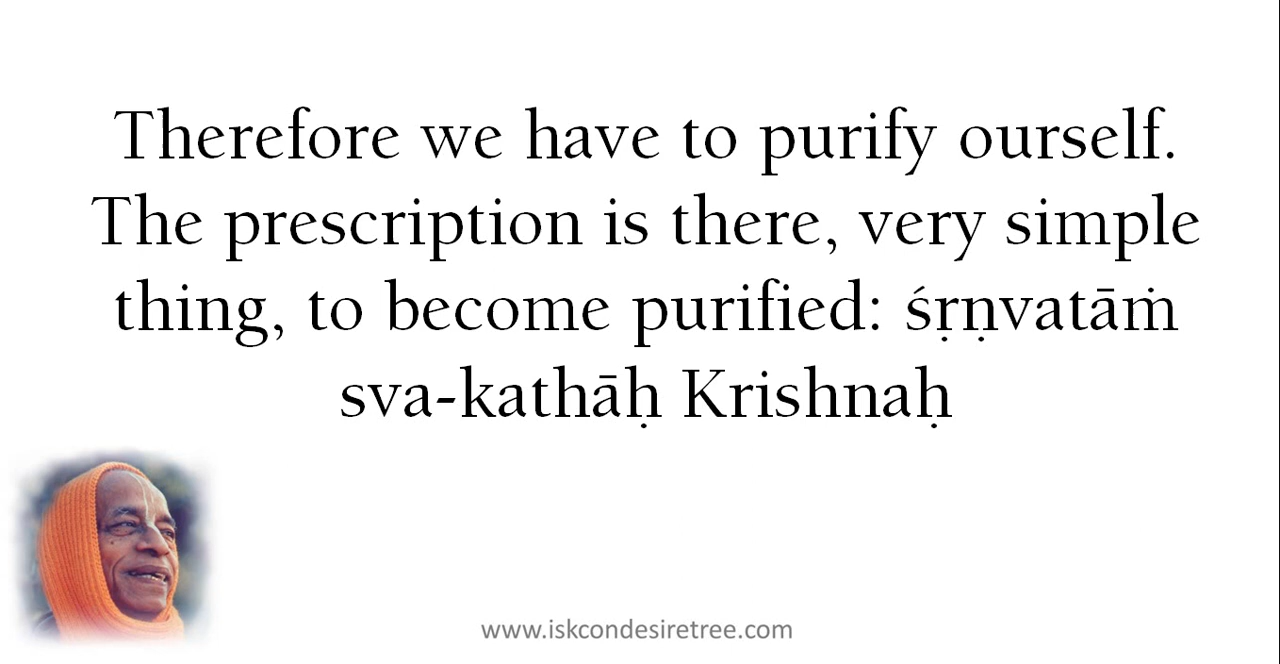 Therefore we have to purify ourself.
The prescription is there, very simple
thing, to become purified: śṛṇvatāṁ
sva-kathāḥ Krishnaḥ
www.iskcondesiretree.com